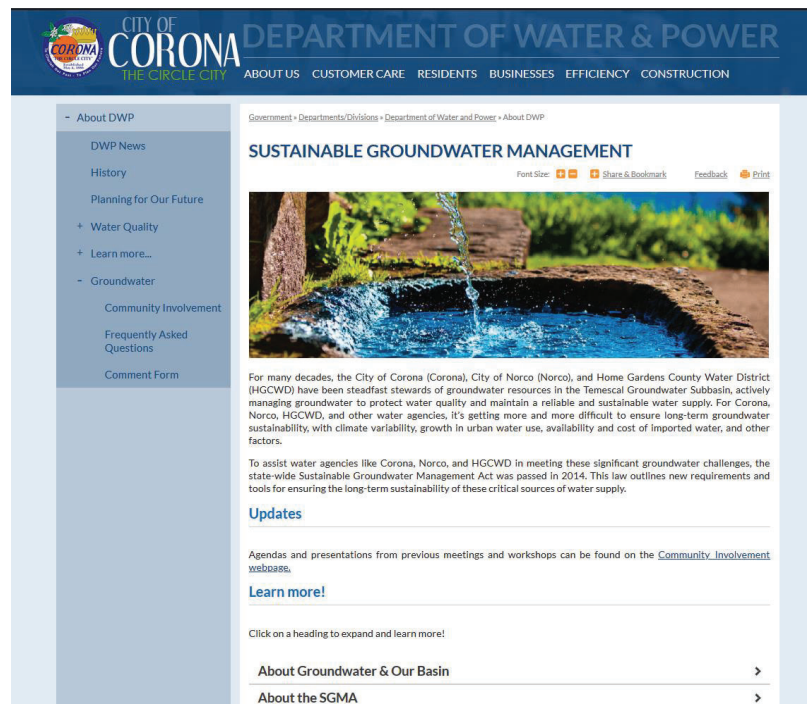 CITY OF
CORONA
THE CIRCLE CITY
CORONA
DEPARTMENT OF WATER & POWER
ABOUT US CUSTOMER CARE RESIDENTS BUSINESSES EFFICIENCY CONSTRUCTION
- About DWP
DWP News
History
Planning for Our Future
+ Water Quality
+ Learn more...
- Groundwater
Community Involvement
Frequently Asked
Questions
Comment Form
Government » Departments/Divisions » Department of Water and Power » About DWP
SUSTAINABLE GROUNDWATER MANAGEMENT
Font Size: + - + Share & Bookmark Feedback Print
For many decades, the City of Corona (Corona), City of Norco (Norco), and Home Gardens County Water District
(HGCWD) have been steadfast stewards of groundwater resources in the Temescal Groundwater Subbasin, actively
managing groundwater to protect water quality and maintain a reliable and sustainable water supply. For Corona,
Norco, HGCWD, and other water agencies, it's getting more and more difficult to ensure long-term groundwater
sustainability, with climate variability, growth in urban water use, availability and cost of imported water, and other
factors.
To assist water agencies like Corona, Norco, and HGCWD in meeting these significant groundwater challenges, the
state-wide Sustainable Groundwater Management Act was passed in 2014. This law outlines new requirements and
tools for ensuring the long-term sustainability of these critical sources of water supply.
Updates
Agendas and presentations from previous meetings and workshops can be found on the Community Involvement
webpage.
Learn more!
Click on a heading to expand and learn more!
About Groundwater & Our Basin
About the SGMA